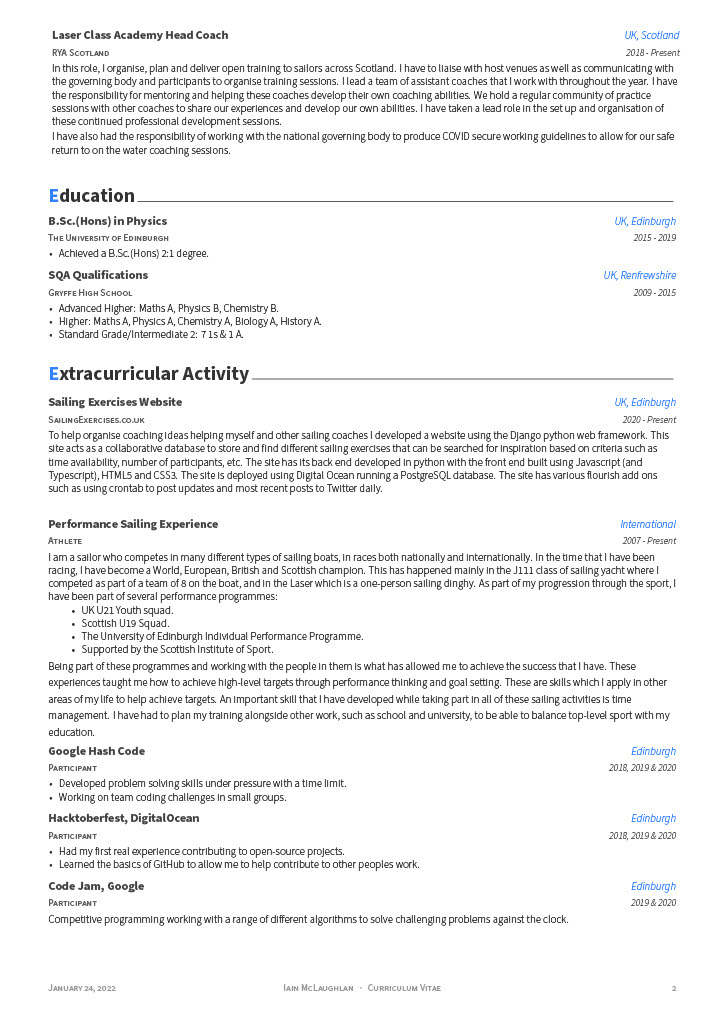 Laser Class Academy Head Coach UK, Scotland
RYA Scotland 2018 - Present
In this role, I organise, plan and deliver open training to sailors across Scotland. I have to liaise with host venues as well as communicating with
the governing body and participants to organise training sessions. I lead a team of assistant coaches that I work with throughout the year. I have
the responsibility for mentoring and helping these coaches develop their own coaching abilities. We hold a regular community of practice
sessions with other coaches to share our experiences and develop our own abilities. I have taken a lead role in the set up and organisation of
these continued professional development sessions.
I have also had the responsibility of working with the national governing body to produce COVID secure working guidelines to allow for our safe
return to on the water coaching sessions.
Education
B.Sc.(Hons) in Physics UK, Edinburgh
The University of Edinburgh 2015 - 2019
• Achieved a B.Sc.(Hons) 2:1 degree.
SQA Qualifications UK, Renfrewshire
Gryffe High School 2009 - 2015
• Advanced Higher: Maths A, Physics B, Chemistry B.
• Higher: Maths A, Physics A, Chemistry A, Biology A, History A.
• Standard Grade/Intermediate 2: 7 1s & 1 A.
Extracurricular Activity
Sailing Exercises Website UK, Edinburgh
SailingExercises.co.uk 2020 - Present
To help organise coaching ideas helping myself and other sailing coaches I developed a website using the Django python web framework. This
site acts as a collaborative database to store and find different sailing exercises that can be searched for inspiration based on criteria such as
time availability, number of participants, etc. The site has its back end developed in python with the front end built using Javascript (and
Typescript), HTML5 and CSS3. The site is deployed using Digital Ocean running a PostgreSQL database. The site has various flourish add ons
such as using crontab to post updates and most recent posts to Twitter daily.
Performance Sailing Experience International
Athlete 2007 - Present
I am a sailor who competes in many different types of sailing boats, in races both nationally and internationally. In the time that I have been
racing, I have become a World, European, British and Scottish champion. This has happened mainly in the J111 class of sailing yacht where I
competed as part of a team of 8 on the boat, and in the Laser which is a one-person sailing dinghy. As part of my progression through the sport, I
have been part of several performance programmes:
• UK U21 Youth squad.
• Scottish U19 Squad.
• The University of Edinburgh Individual Performance Programme.
• Supported by the Scottish Institute of Sport.
Being part of these programmes and working with the people in them is what has allowed me to achieve the success that I have. These
experiences taught me how to achieve high-level targets through performance thinking and goal setting. These are skills which I apply in other
areas of my life to help achieve targets. An important skill that I have developed while taking part in all of these sailing activities is time
management. I have had to plan my training alongside other work, such as school and university, to be able to balance top-level sport with my
education.
Google Hash Code Edinburgh
Participant 2018, 2019 & 2020
• Developed problem solving skills under pressure with a time limit.
• Working on team coding challenges in small groups.
Hacktoberfest, DigitalOcean Edinburgh
Participant 2018, 2019 & 2020
• Had my first real experience contributing to open-source projects.
• Learned the basics of GitHub to allow me to help contribute to other peoples work.
Code Jam, Google Edinburgh
Participant 2019 & 2020
Competitive programming working with a range of different algorithms to solve challenging problems against the clock.
January 24, 2022 Iain McLaughlan · Curriculum Vitae 2